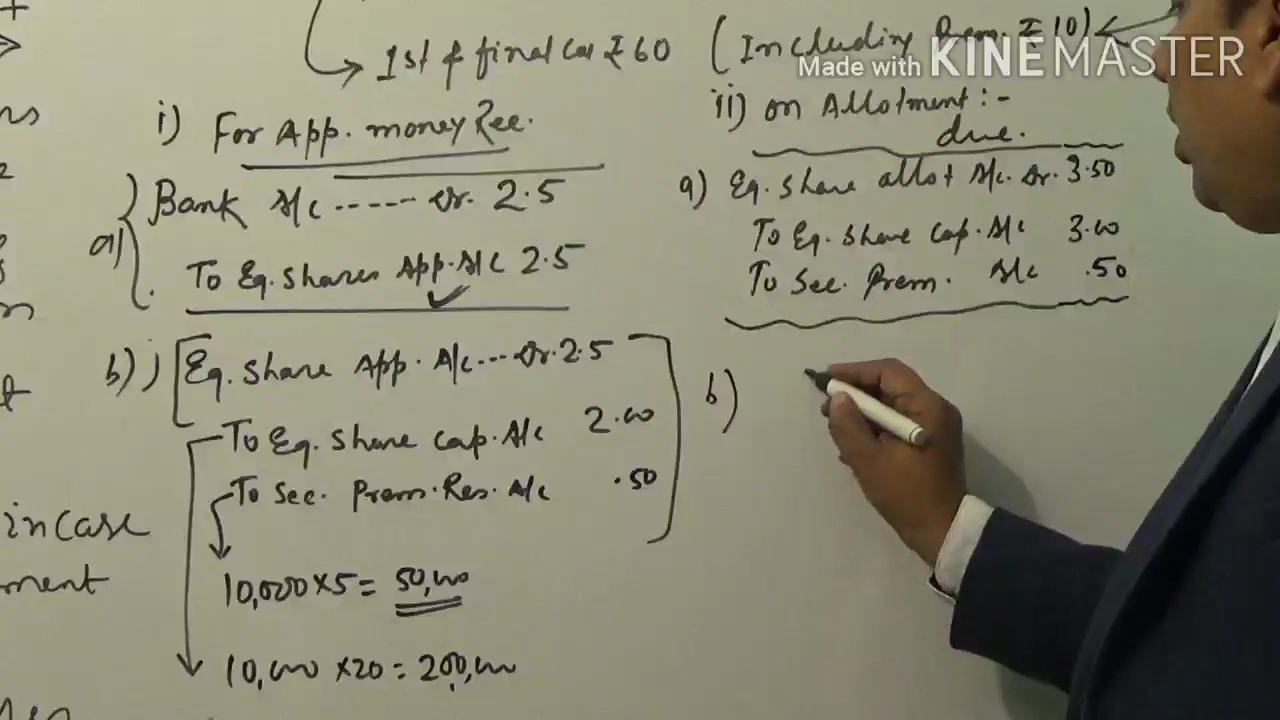 1st & final Cal ₹60 (Including Prem. ₹10)
Made with KINEMASTER
i) For App. money Rec.
a) Bank A/c ------ Dr. 2.5
To Eq. Shares App. A/c 2.5
b) Eq. Share App. A/c --- Dr. 2.5
To Eq. Share Cap. A/c 2.00
To Sec. Prem. Res. A/c .50
10,000 × 5 = 50,000
10,000 × 20 = 200,000
ii) on Allotment :-
due.
a) Eq. Share allot A/c. Dr. 3.50
To Eq. Share Cap. A/c 3.00
To Sec. Prem. A/c .50
b)
in Case
ment